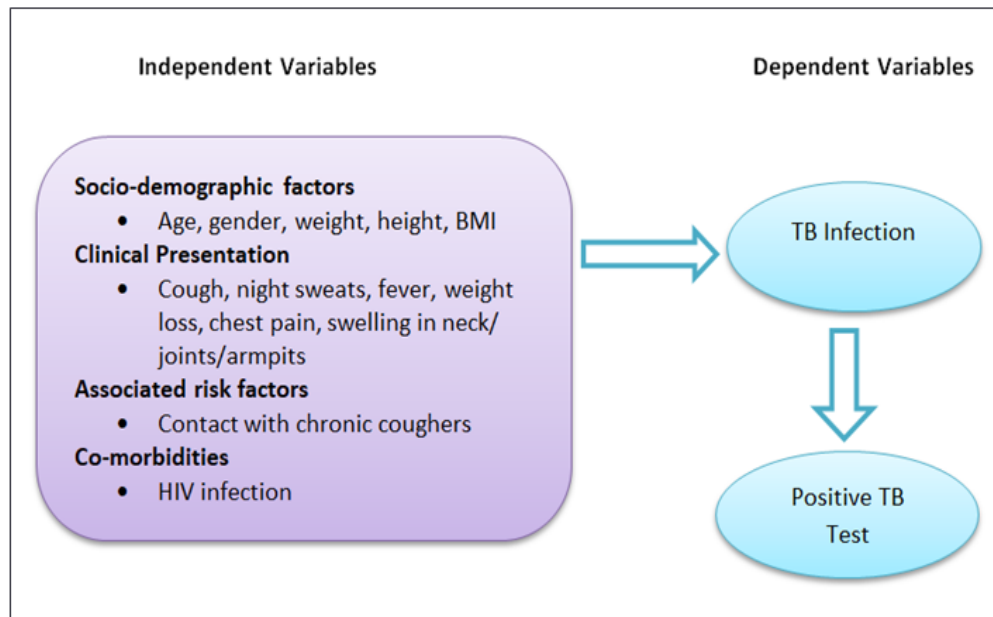 Independent Variables
Dependent Variables
Socio-demographic factors
• Age, gender, weight, height, BMI
Clinical Presentation
• Cough, night sweats, fever, weight
loss, chest pain, swelling in neck/
joints/armpits
Associated risk factors
• Contact with chronic coughers
Co-morbidities
• HIV infection
TB Infection
Positive TB
Test